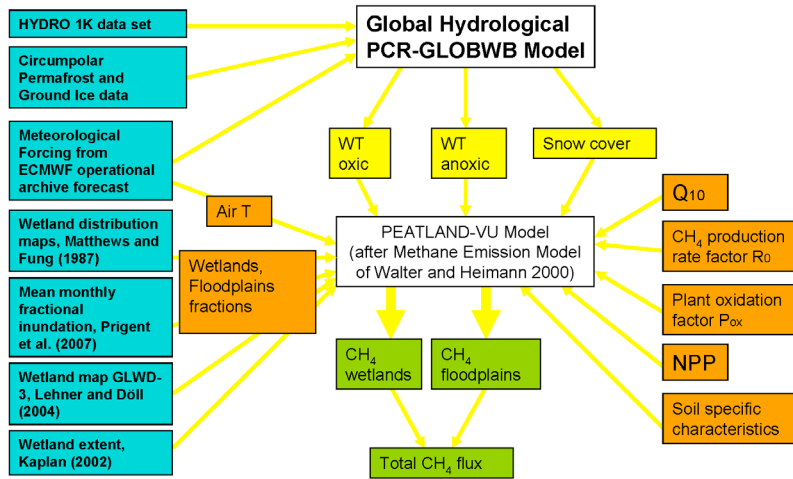 HYDRO 1K data set
Circumpolar
Permafrost and
Ground Ice data
Meteorological
Forcing from
ECMWF operational
archive forecast
Wetland distribution
maps, Matthews and
Fung (1987)
Mean monthly
fractional
inundation, Prigent
et al. (2007)
Wetland map GLWD-
3, Lehner and Döll
(2004)
Wetland extent,
Kaplan (2002)
Global Hydrological
PCR-GLOBWB Model
WT
oxic
WT
anoxic
Snow cover
Air T
Wetlands,
Floodplains
fractions
PEATLAND-VU Model
(after Methane Emission Model
of Walter and Heimann 2000)
Q10
CH4 production
rate factor R0
Plant oxidation
factor Pox
NPP
Soil specific
characteristics
CH4
wetlands
CH4
floodplains
Total CH4 flux